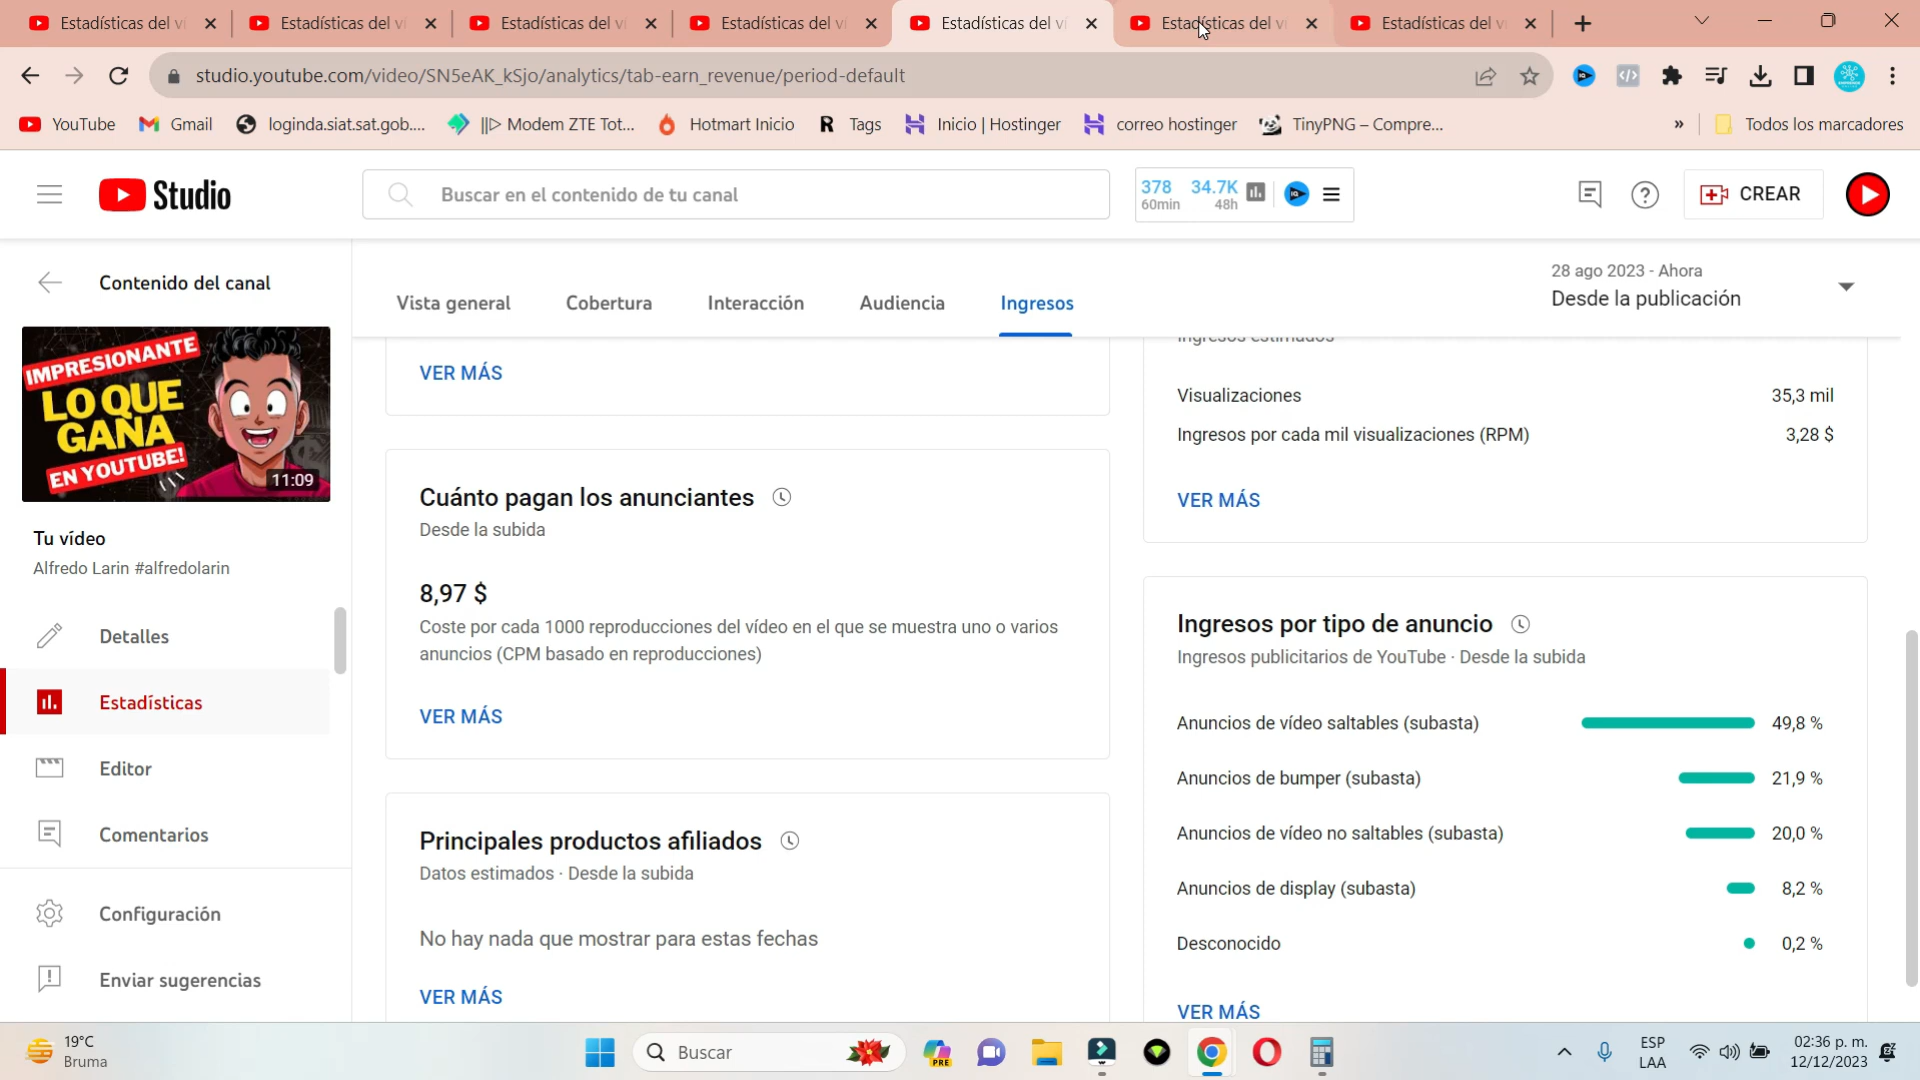 Estadísticas del ví
Estadísticas del ví
Estadísticas del ví
Estadísticas del ví
Estadísticas del ví
Estadísticas del ví
Estadísticas del ví
studio.youtube.com/video/SN5eAK_kSjo/analytics/tab-earn_revenue/period-default
YouTube
Gmail
loginda.siat.sat.gob....
Modem ZTE Tot...
Hotmart Inicio
Tags
Inicio | Hostinger
correo hostinger
TinyPNG – Compre...
»
Todos los marcadores
Studio
Buscar en el contenido de tu canal
378 34.7K
60min 48h
CREAR
Contenido del canal
Vista general
Cobertura
Interacción
Audiencia
Ingresos
28 ago 2023 - Ahora
Desde la publicación
IMPRESIONANTE
LO QUE
GANA
EN YOUTUBE!
11:09
Tu vídeo
Alfredo Larin #alfredolarin
Detalles
Estadísticas
Editor
Comentarios
Configuración
Enviar sugerencias
VER MÁS
Cuánto pagan los anunciantes
Desde la subida
8,97 $
Coste por cada 1000 reproducciones del vídeo en el que se muestra uno o varios
anuncios (CPM basado en reproducciones)
VER MÁS
Principales productos afiliados
Datos estimados · Desde la subida
No hay nada que mostrar para estas fechas
VER MÁS
Ingresos estimados
Visualizaciones 35,3 mil
Ingresos por cada mil visualizaciones (RPM) 3,28 $
VER MÁS
Ingresos por tipo de anuncio
Ingresos publicitarios de YouTube · Desde la subida
Anuncios de vídeo saltables (subasta) 49,8 %
Anuncios de bumper (subasta) 21,9 %
Anuncios de vídeo no saltables (subasta) 20,0 %
Anuncios de display (subasta) 8,2 %
Desconocido 0,2 %
VER MÁS
19°C
Bruma
Buscar
PRE
ESP
LAA
02:36 p. m.
12/12/2023